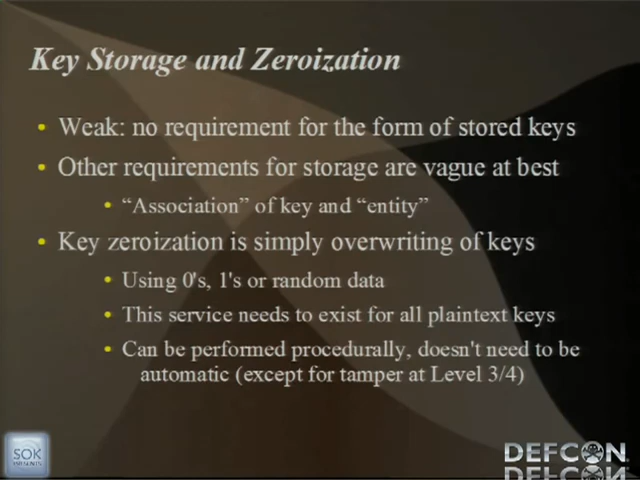 Key Storage and Zeroization
• Weak: no requirement for the form of stored keys
• Other requirements for storage are vague at best
• “Association” of key and “entity”
• Key zeroization is simply overwriting of keys
• Using 0's, 1's or random data
• This service needs to exist for all plaintext keys
• Can be performed procedurally, doesn't need to be
automatic (except for tamper at Level 3/4)
SOK
PRESENTS
DEFCON